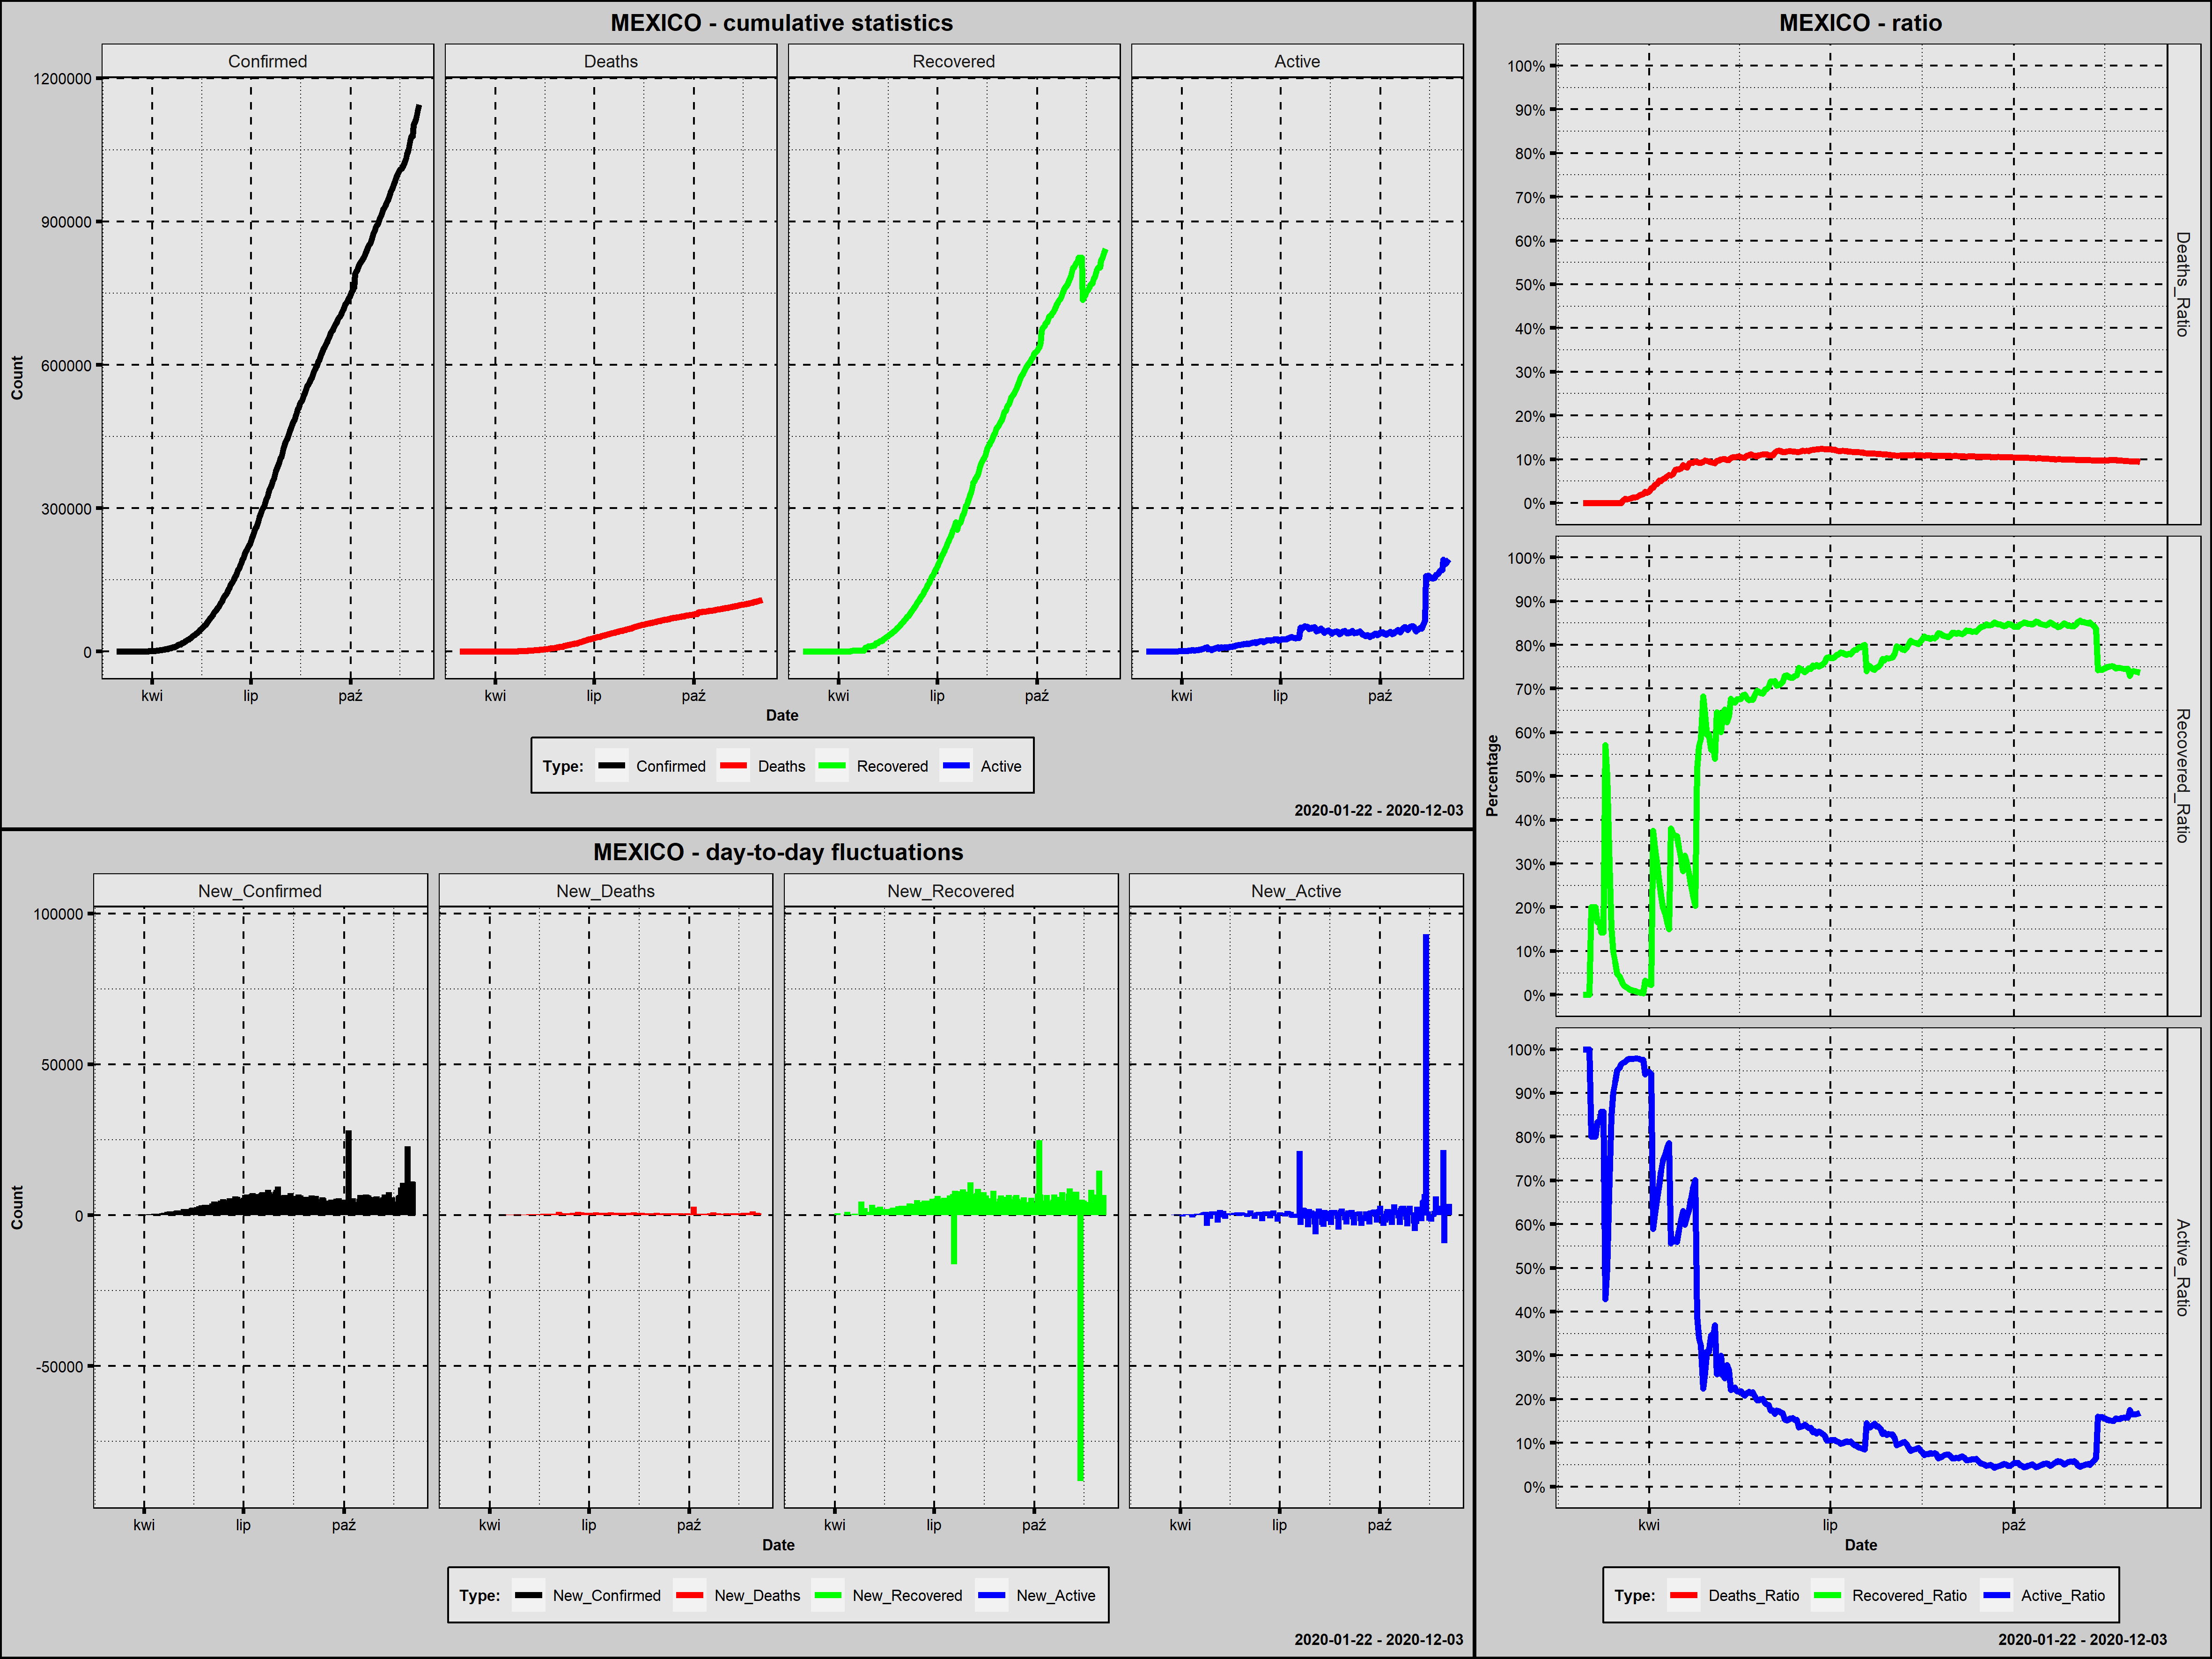 MEXICO - cumulative statistics
Confirmed Deaths Recovered Active
1200000
900000
600000
300000
0
Count
kwi lip paź kwi lip paź kwi lip paź kwi lip paź
Date
Type: Confirmed Deaths Recovered Active
2020-01-22 - 2020-12-03
MEXICO - day-to-day fluctuations
New_Confirmed New_Deaths New_Recovered New_Active
100000
50000
0
-50000
Count
kwi lip paź kwi lip paź kwi lip paź kwi lip paź
Date
Type: New_Confirmed New_Deaths New_Recovered New_Active
2020-01-22 - 2020-12-03
MEXICO - ratio
100%
90%
80%
70%
60%
50%
40%
30%
20%
10%
0%
Deaths_Ratio
100%
90%
80%
70%
60%
50%
40%
30%
20%
10%
0%
Recovered_Ratio
Percentage
100%
90%
80%
70%
60%
50%
40%
30%
20%
10%
0%
Active_Ratio
kwi lip paź
Date
Type: Deaths_Ratio Recovered_Ratio Active_Ratio
2020-01-22 - 2020-12-03